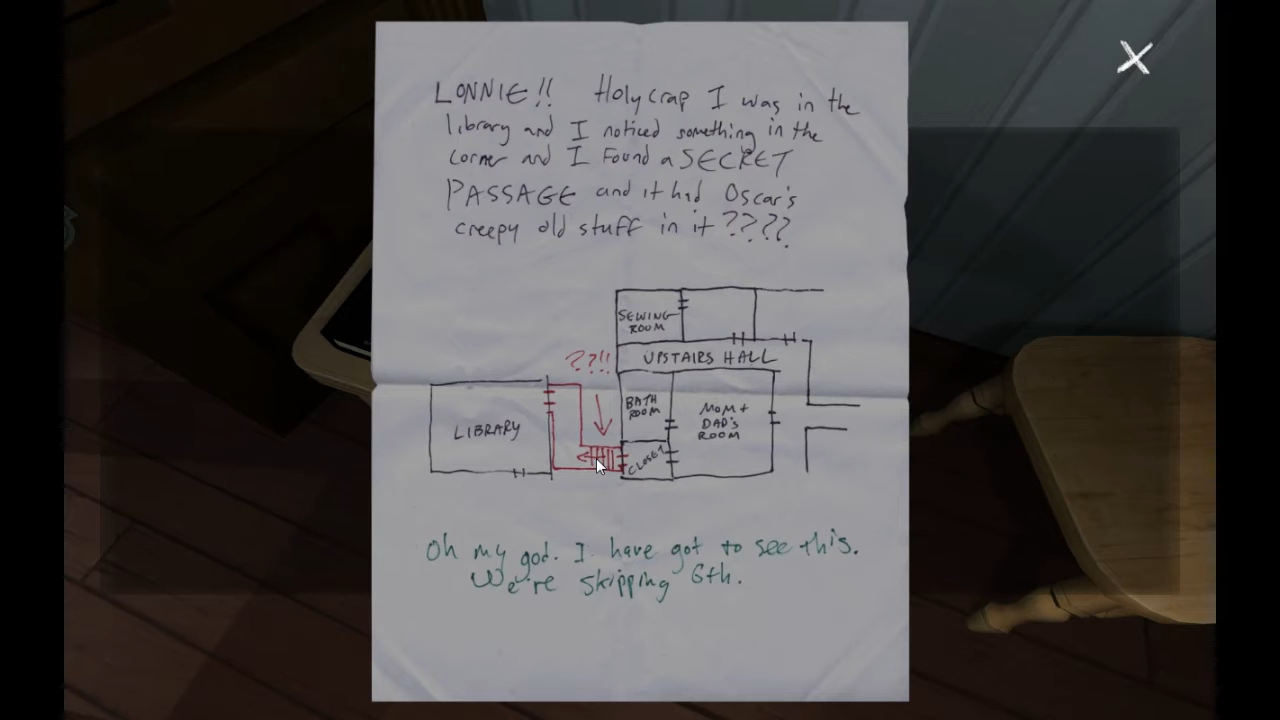 LONNIE!! Holy crap I was in the
library and I noticed something in the
corner and I found a SECRET
PASSAGE and it had Oscar's
creepy old stuff in it ????
SEWING
ROOM
UPSTAIRS HALL
??!!
BATH
ROOM
MOM +
DAD'S
ROOM
LIBRARY
CLOSET
Oh my god. I have got to see this.
We're skipping 6th.